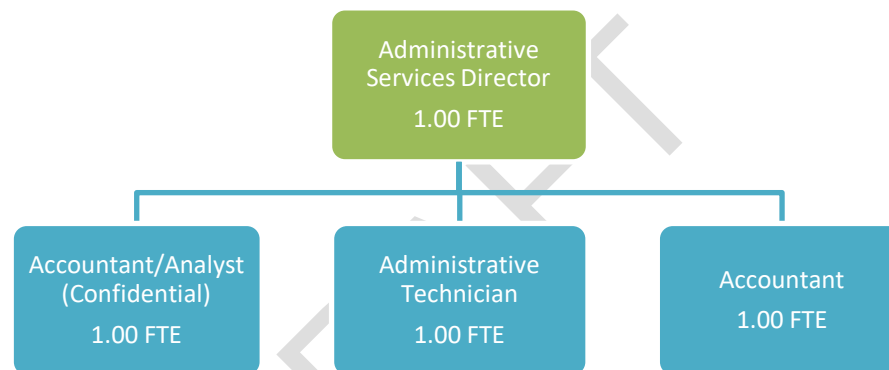 Administrative
Services Director
1.00 FTE
Accountant/Analyst
(Confidential)
1.00 FTE
Administrative
Technician
1.00 FTE
Accountant
1.00 FTE